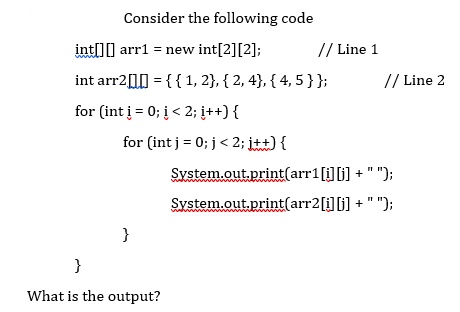 Consider the following code
int[][] arr1 = new int[2][2]; // Line 1
int arr2[][] = { { 1, 2}, { 2, 4}, { 4, 5 } }; // Line 2
for (int i = 0; i < 2; i++) {
for (int j = 0; j < 2; j++) {
System.out.print(arr1[i][j] + " ");
System.out.print(arr2[i][j] + " ");
}
}
What is the output?